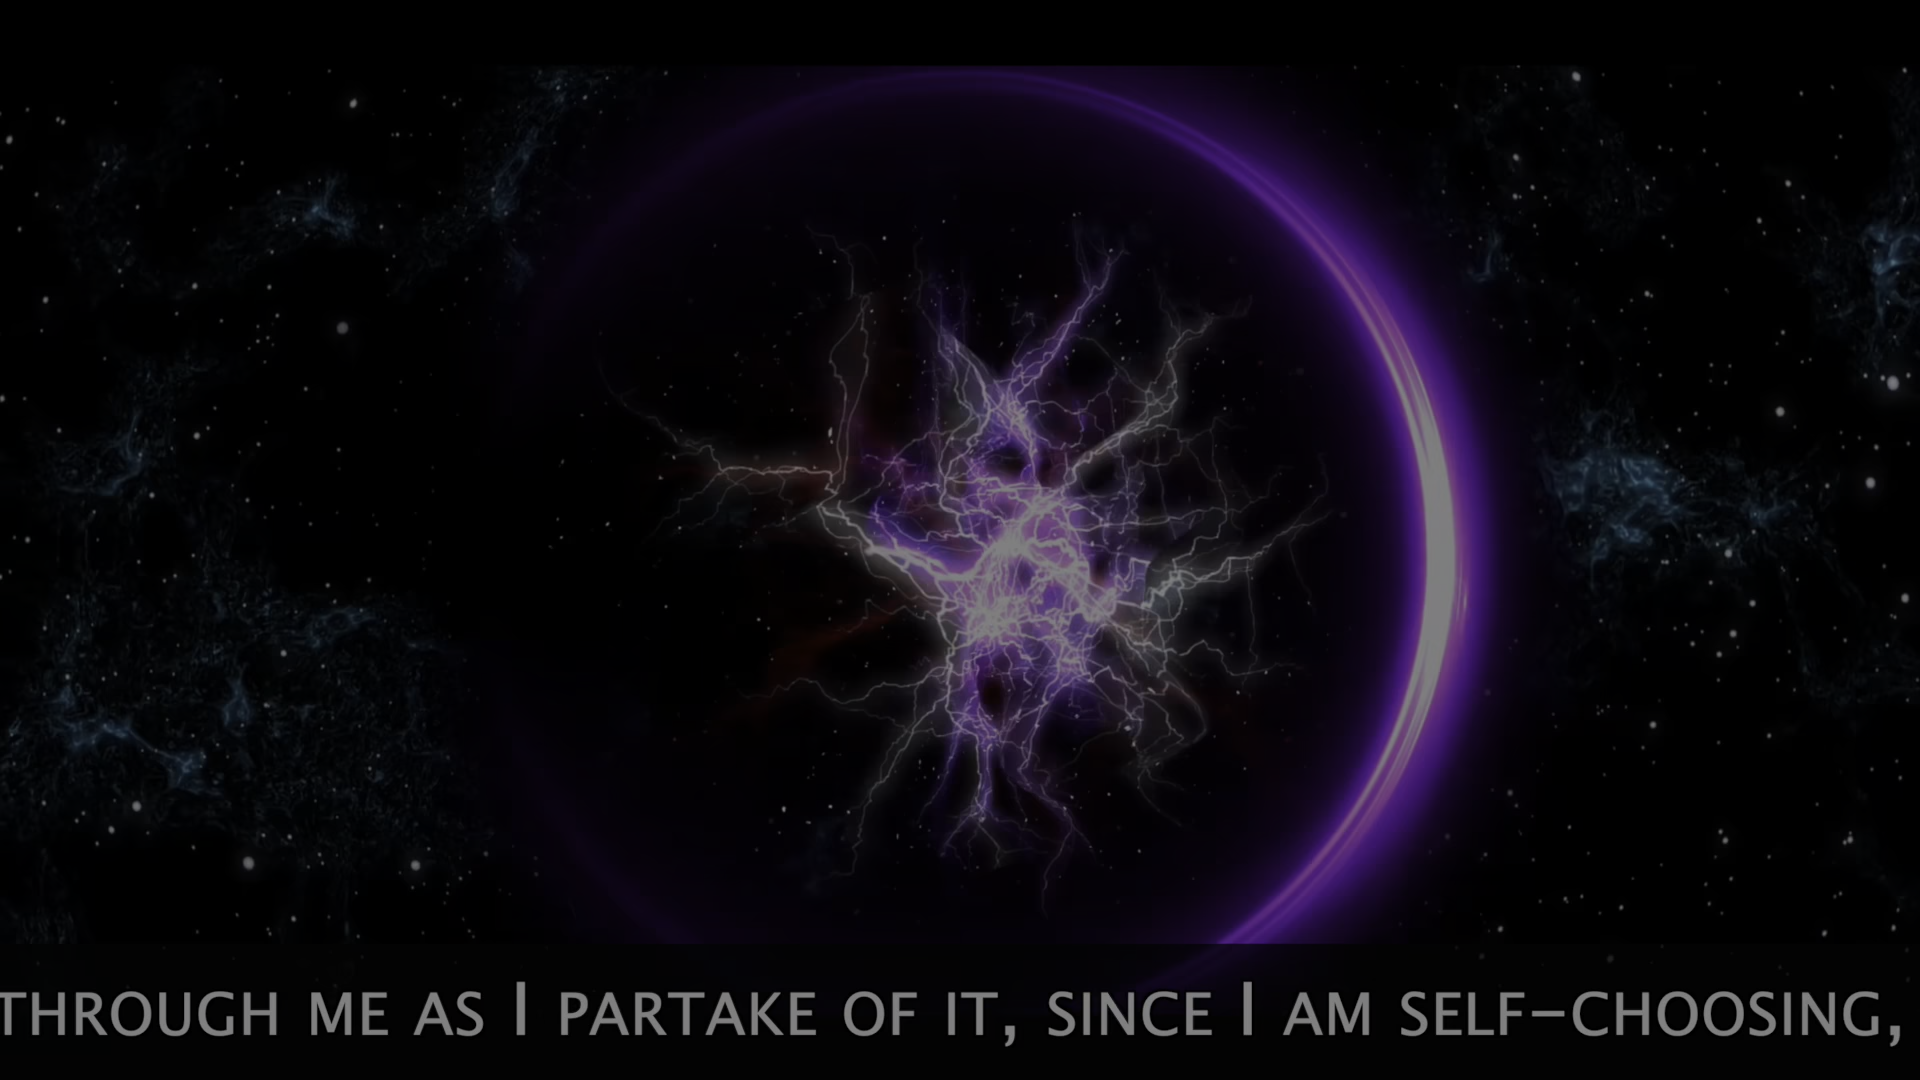 THROUGH ME AS I PARTAKE OF IT, SINCE I AM SELF-CHOOSING,